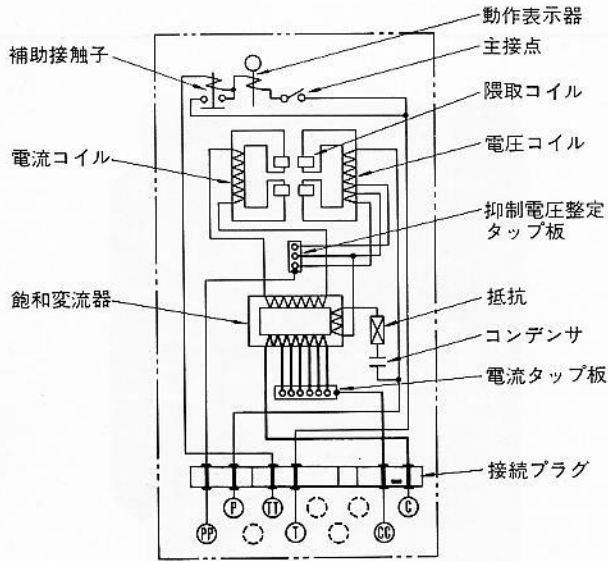 動作表示器
補助接触子
主接点
隈取コイル
電流コイル
電圧コイル
抑制電圧整定
タップ板
飽和変流器
抵抗
コンデンサ
電流タップ板
接続プラグ
P
TT
C
PP
T
CC